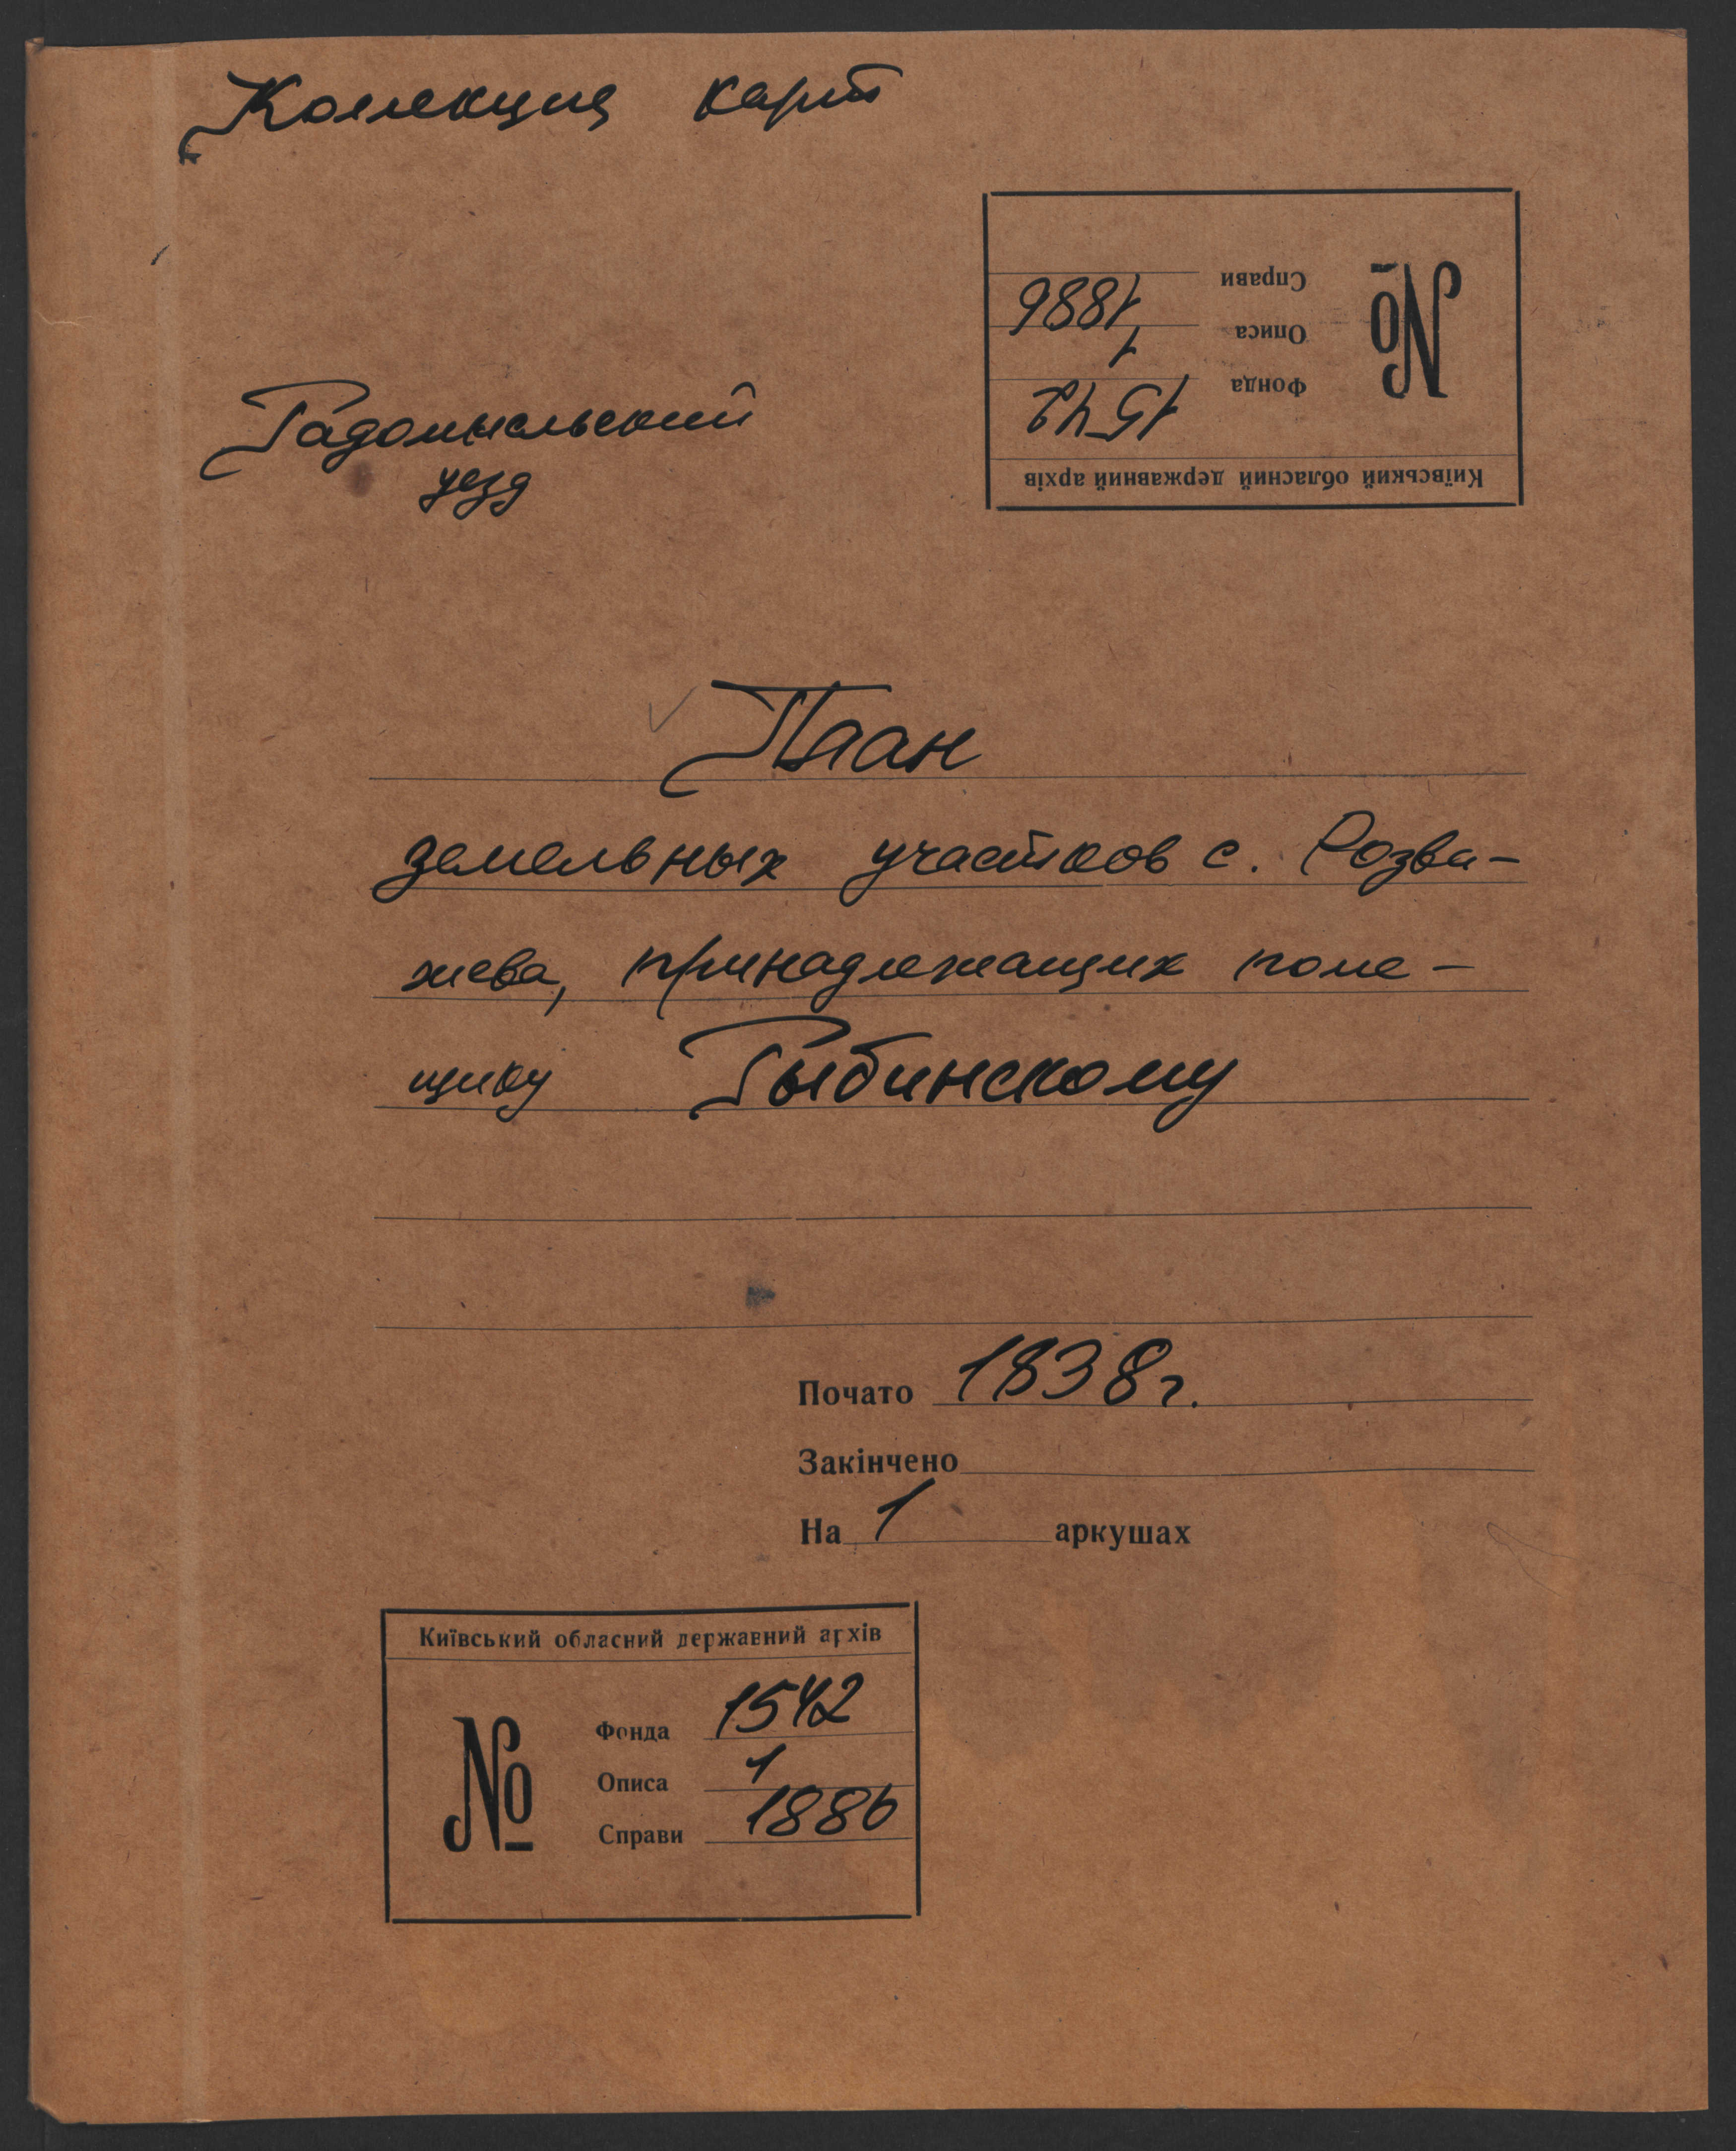 Коллекция карт
Справи 1886
Описа 1
Фонда 1542
№
Київський обласний державний архів
Радомысльский
уезд
План
земельных участков с. Розва-
жева, принадлежащих поме-
щику Рыбинскому
Почато 1838 г.
Закінчено
На 1 аркушах
Київський обласний державний архів
№
Фонда 1542
Описа 1
Справи 1886